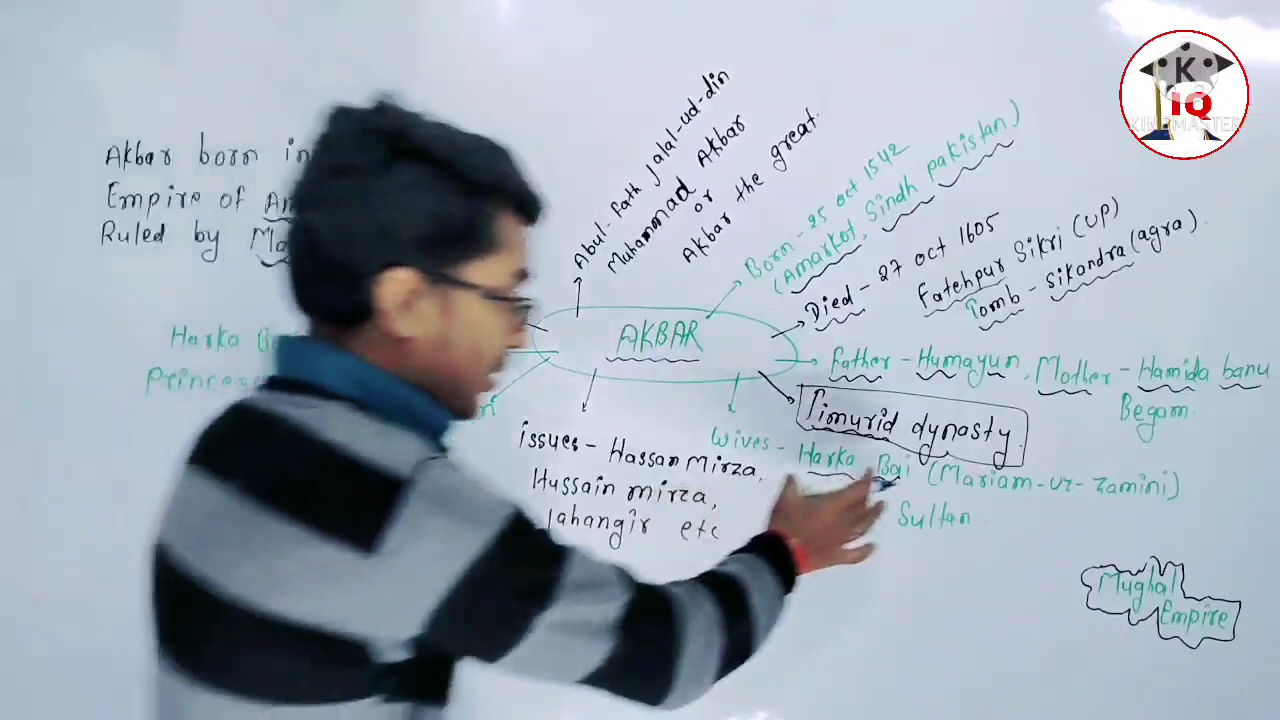 Akbar born in
Empire of
Ruled by
Harka
Abul-Fath Jalal-ud-din
Muhammad AKbar
or
Akbar the great.
Born - 25 oct 1542
(Amarkot, Sindh pakistan)
Died - 27 oct 1605
Fatehpur Sikri (UP)
Tomb - Sikandra (agra).
AKBAR
Father - Humayun, Mother - Hamida banu
Begam.
Timurid dynasty.
issues - Hassan Mirza,
Hussain mirza,
Jahangir etc
Wives - Harka Bai (Mariam-uz-zamini)
Sultan
Mughal
Empire
K
IQ
KINEMASTER